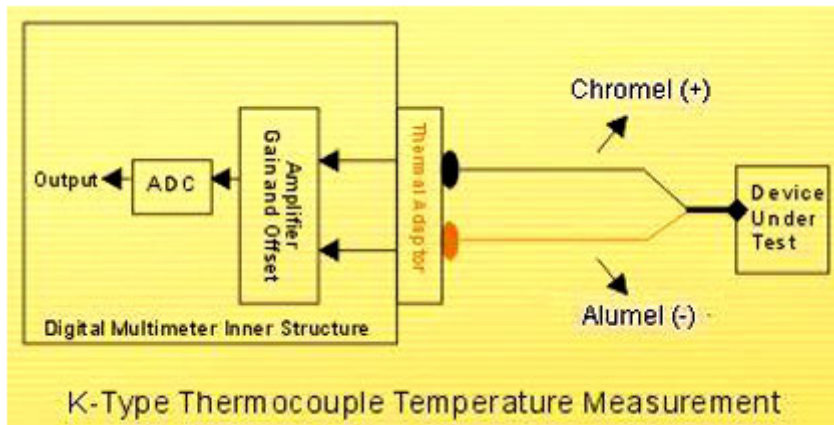 Chromel (+)
Output
ADC
Amplifier
Gain and Offset
Thermal Adaptor
Device
Under
Test
Alumel (-)
Digital Multimeter Inner Structure
K-Type Thermocouple Temperature Measurement